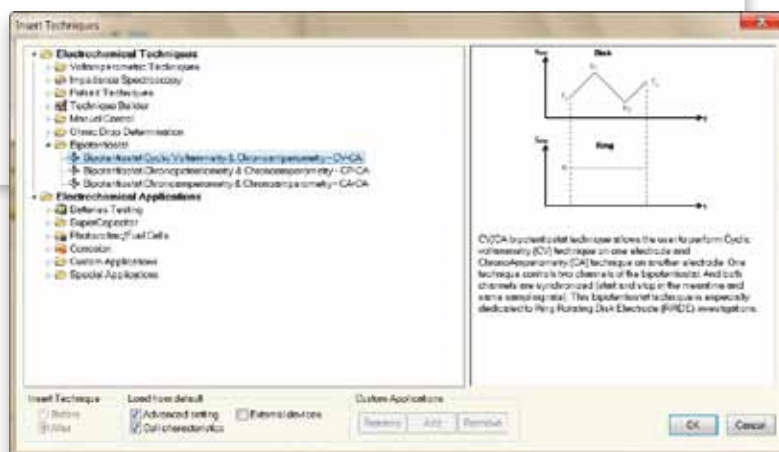 Insert Techniques
Electrochemical Techniques
Voltamperometric Techniques
Impedance Spectroscopy
Pulsed Techniques
Technique Builder
Manual Control
Ohmic Drop Determination
Bipotentiostat
Bipotentiostat Cyclic Voltammetry & Chronoamperometry - CV-CA
Bipotentiostat Chronopotentiometry & Chronoamperometry - CP-CA
Bipotentiostat Chronoamperometry & Chronoamperometry - CA-CA
Electrochemical Applications
Batteries Testing
SuperCapacitor
Photovoltaic/Fuel Cells
Corrosion
Custom Applications
Special Applications
Disk
t
Ring
t
CV/CA bipotentiostat technique allows the user to perform Cyclic
voltammetry (CV) technique on one electrode and
ChronoAmperometry (CA) technique on another electrode. One
technique controls two channels of the bipotentiostat. And both
channels are synchronized (start and stop in the meantime and
same sampling rate). This bipotentiostat technique is especially
dedicated to Ring Rotating Disk Electrode (RRDE) investigations.
Insert Technique
Before
After
Load from default
Advanced setting
External devices
Cell characteristics
Custom Applications
Rename
Add
Remove
OK
Cancel